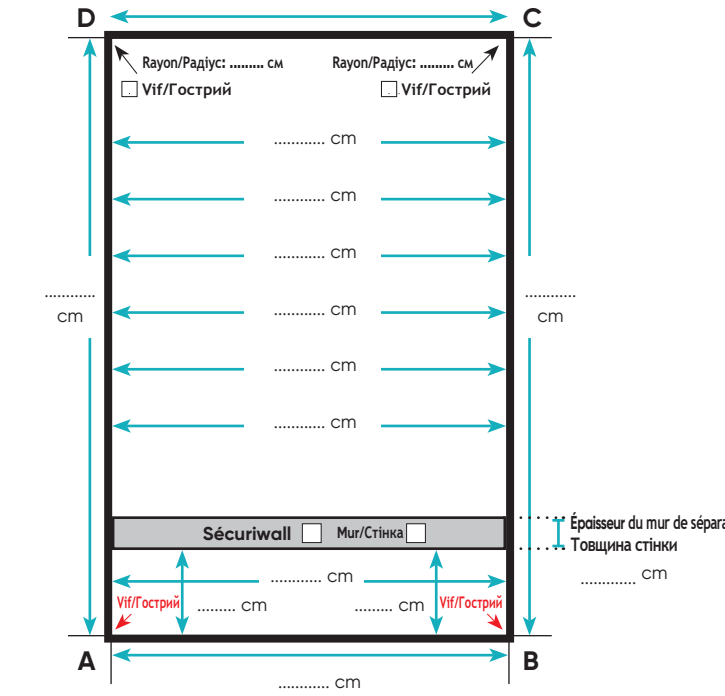 D C
Rayon/Радіус: ......... см Rayon/Радіус: ......... см
Vif/Гострий Vif/Гострий
............ cm
............ cm
............ cm
............ cm
............ ............
cm cm
............ cm
............ cm
Sécuriwall Mur/Стінка
Épaisseur du mur de sépara
Товщина стінки
............. cm
............ cm
Vif/Гострий ......... cm ......... cm Vif/Гострий
A B
............ cm